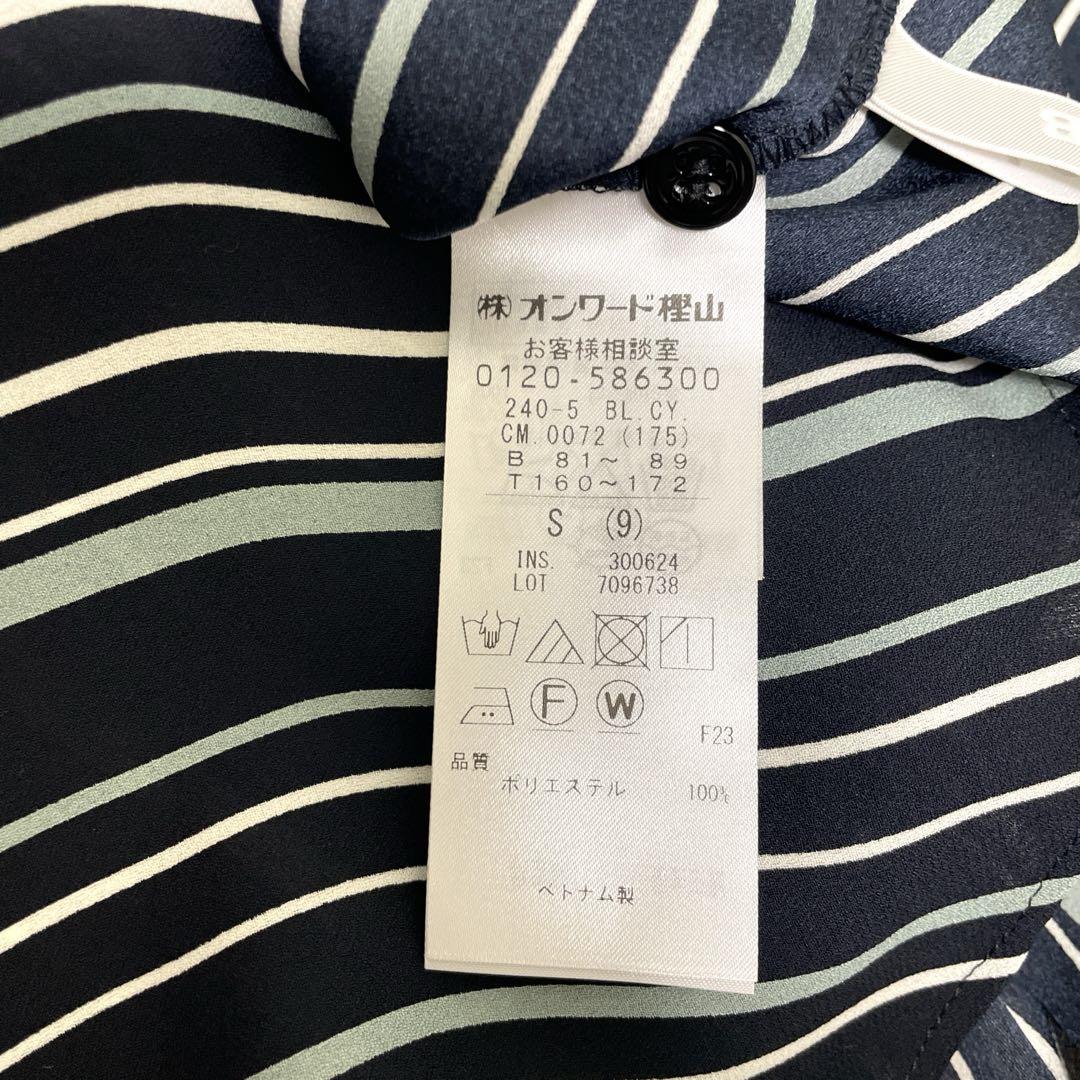 8
㈱オンワード樫山
お客様相談室
0120-586300
240-5 BL.CY.
CM.0072 (175)
B 81～ 89
T160～172
S (9)
INS. 300624
LOT 7096738
F
W
F23
品質
ポリエステル 100%
ベトナム製